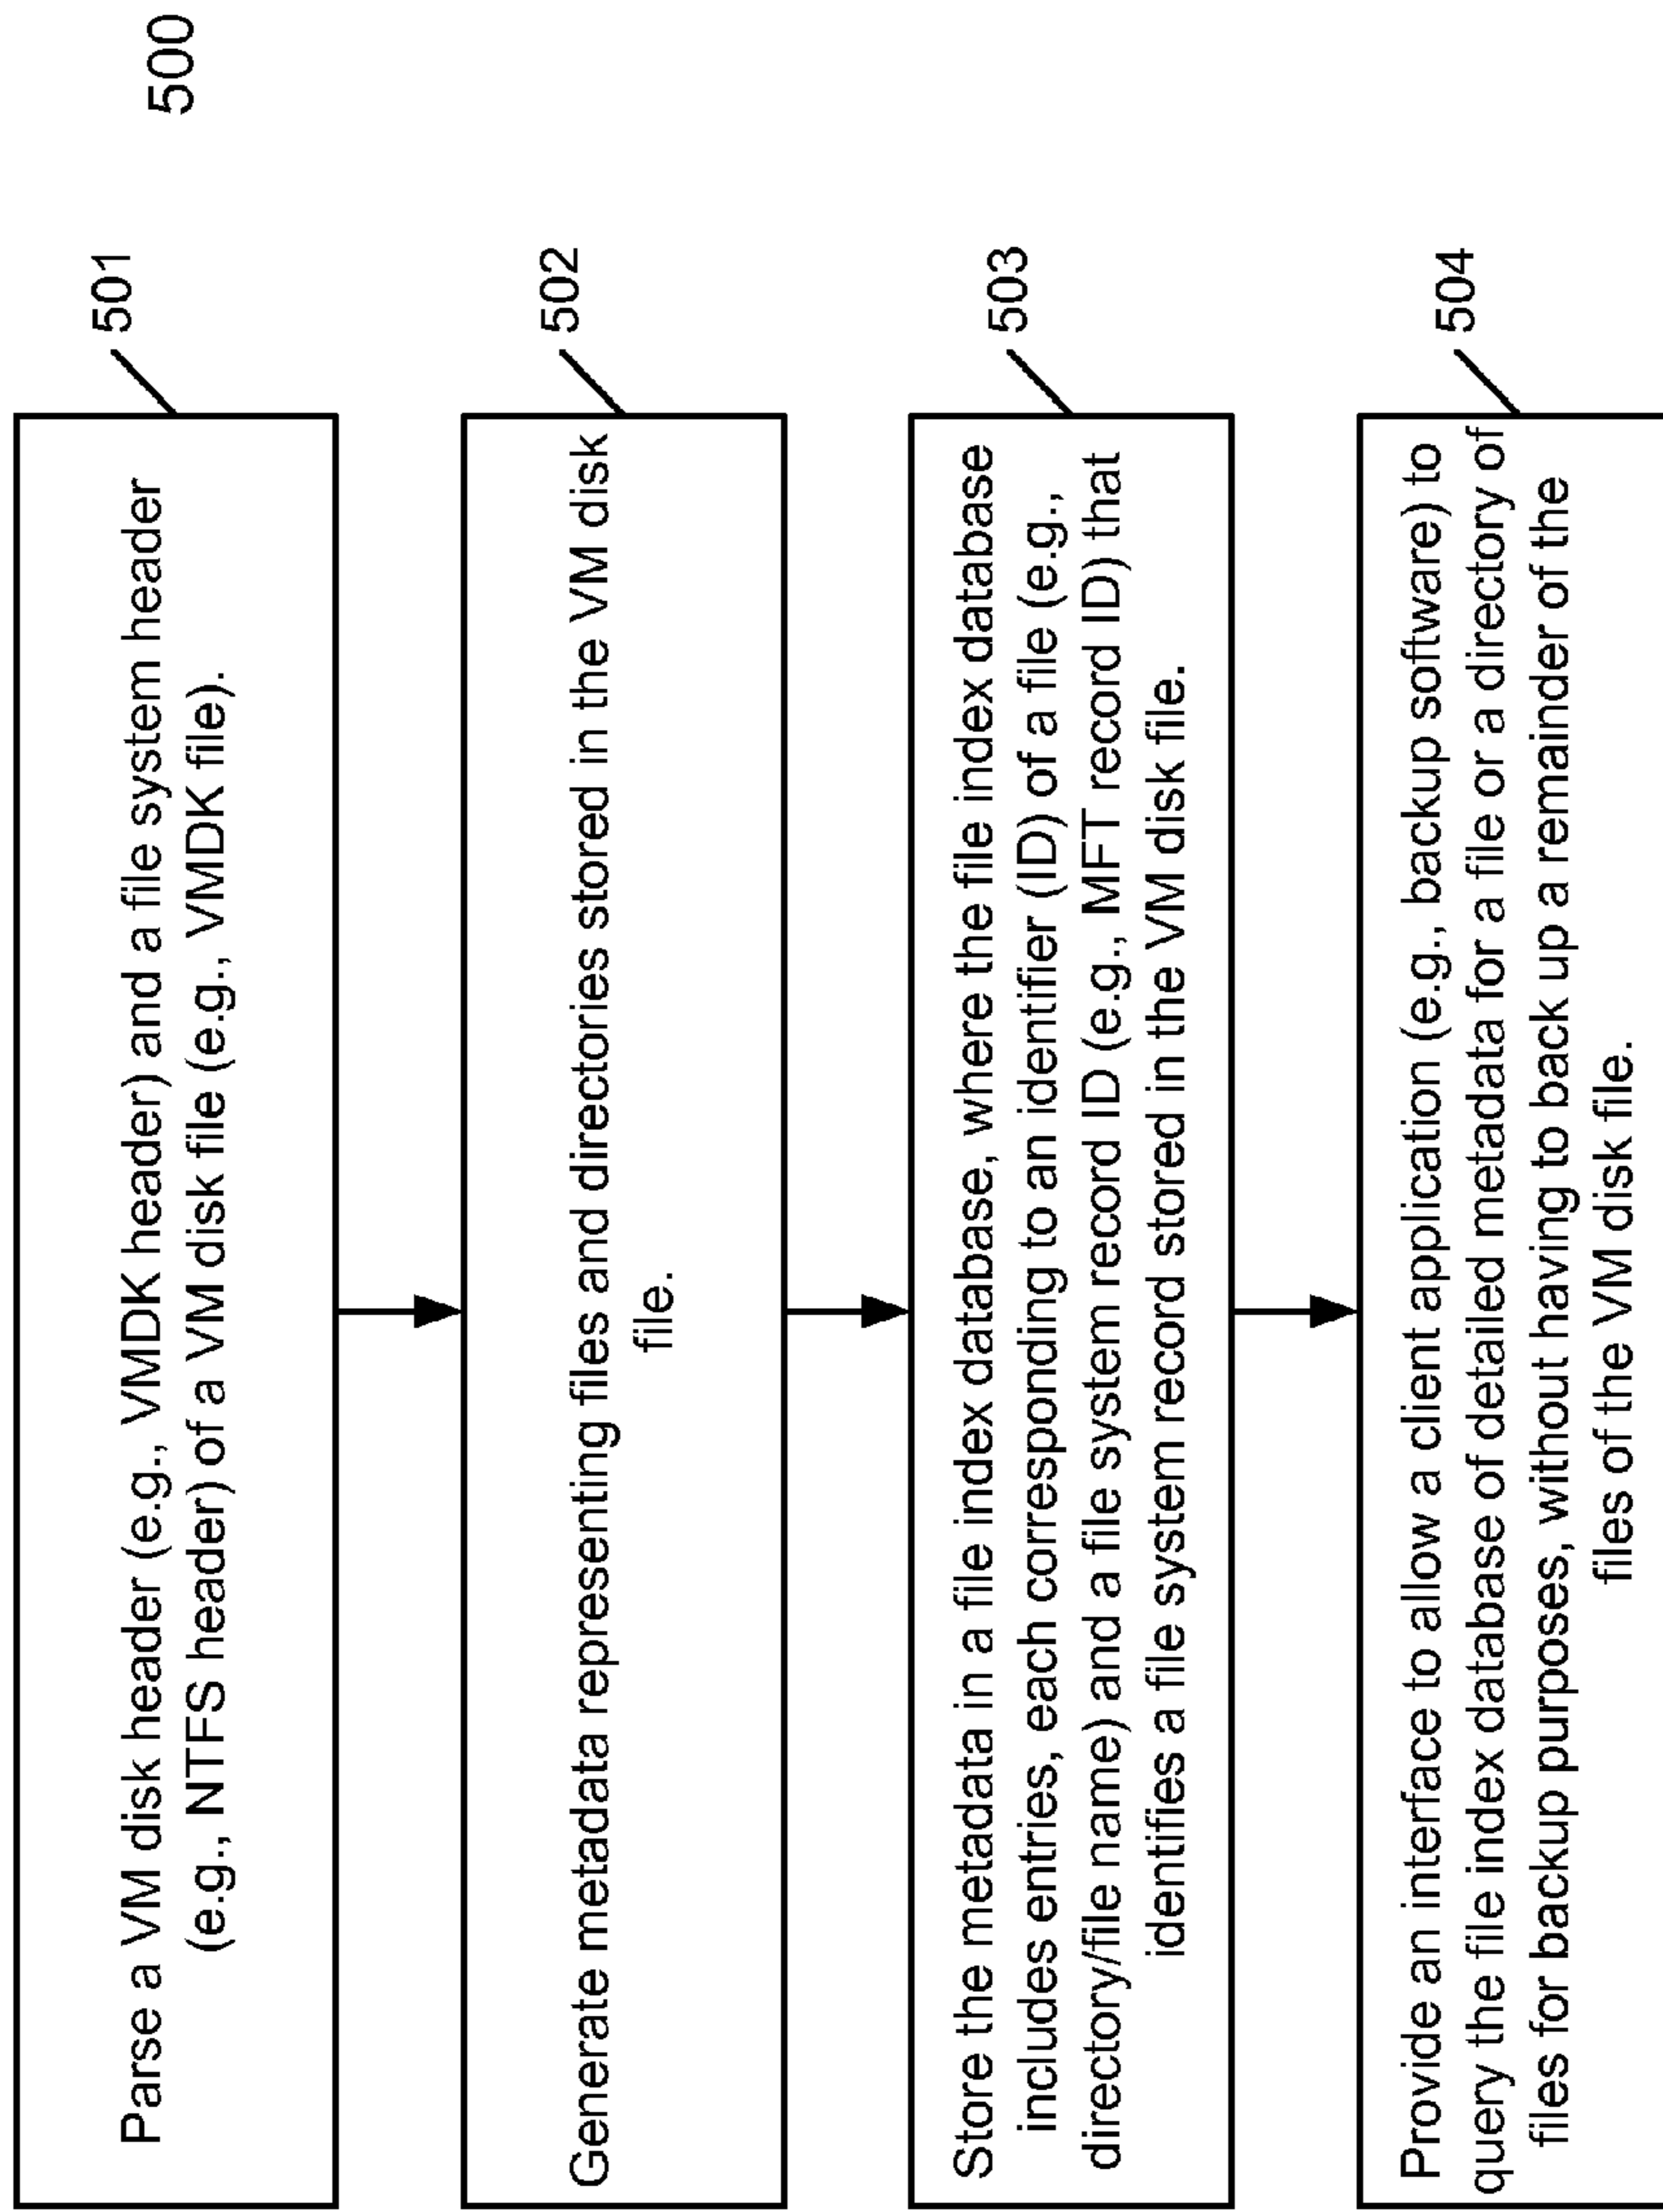 500
501
Parse a VM disk header (e.g., VMDK header) and a file system header
(e.g., NTFS header) of a VM disk file (e.g., VMDK file).
502
Generate metadata representing files and directories stored in the VM disk
file.
503
Store the metadata in a file index database, where the file index database
includes entries, each corresponding to an identifier (ID) of a file (e.g.,
directory/file name) and a file system record ID (e.g., MFT record ID) that
identifies a file system record stored in the VM disk file.
504
Provide an interface to allow a client application (e.g., backup software) to
query the file index database of detailed metadata for a file or a directory of
files for backup purposes, without having to back up a remainder of the
files of the VM disk file.